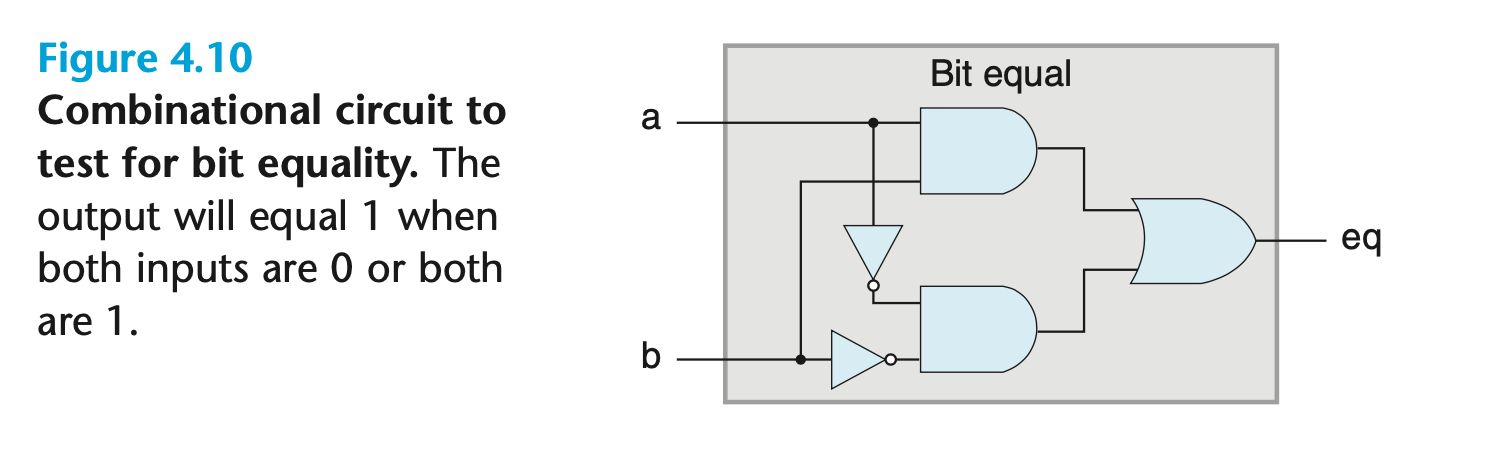 Figure 4.10
Combinational circuit to
test for bit equality. The
output will equal 1 when
both inputs are 0 or both
are 1.
Bit equal
a
eq
b